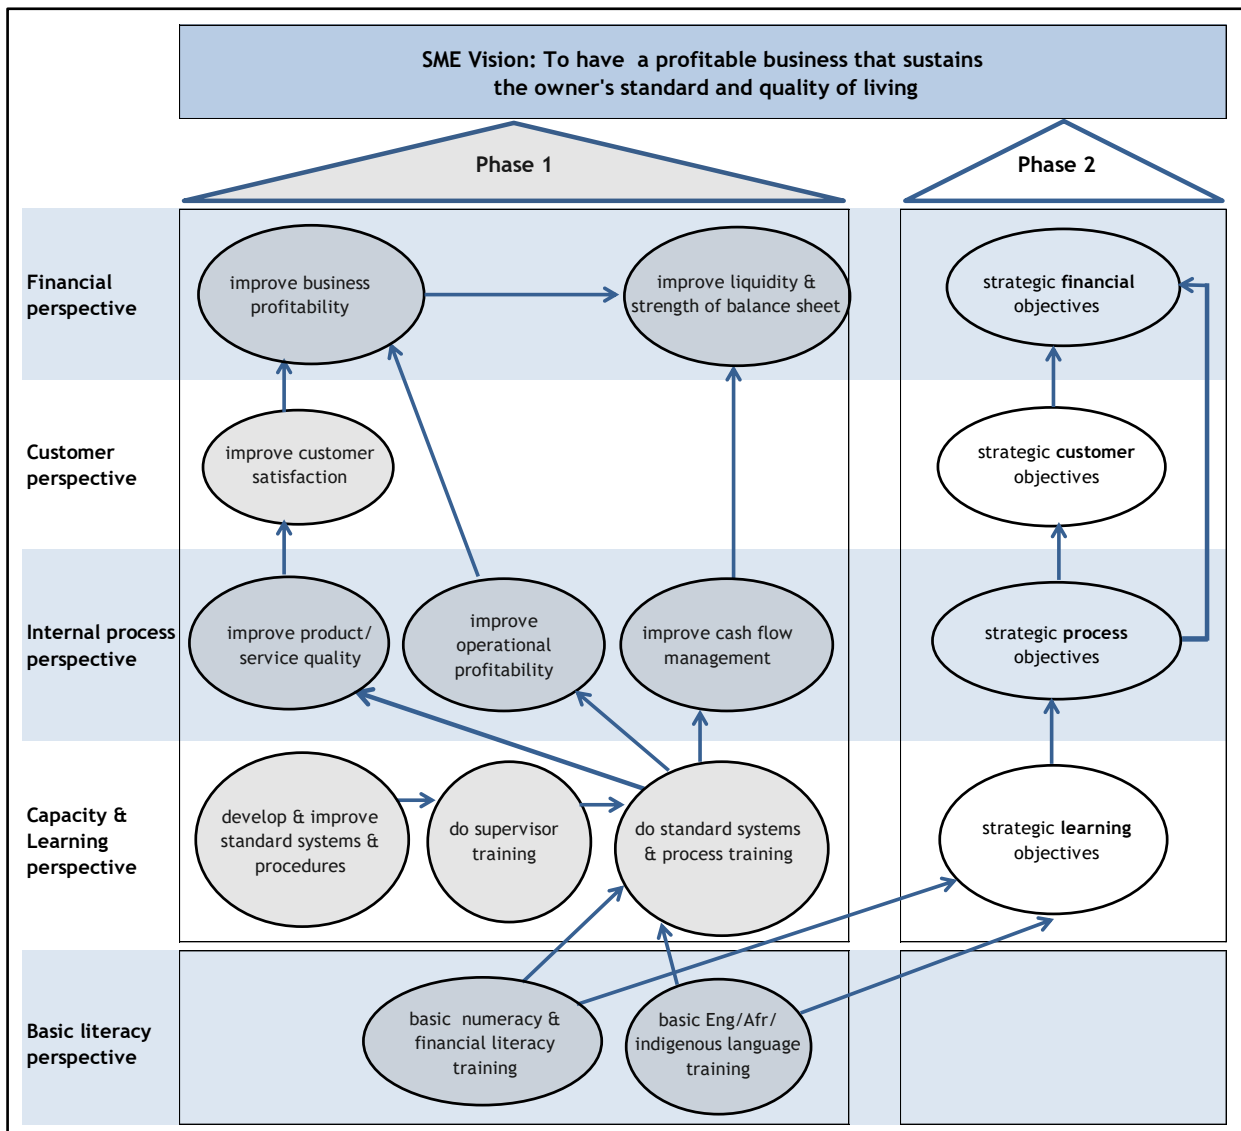 SME Vision: To have a profitable business that sustains
the owner's standard and quality of living
Phase 1
Phase 2
Financial
perspective
improve business
profitability
improve liquidity &
strength of balance sheet
strategic financial
objectives
Customer
perspective
improve customer
satisfaction
strategic customer
objectives
Internal process
perspective
improve product/
service quality
improve
operational
profitability
improve cash flow
management
strategic process
objectives
Capacity &
Learning
perspective
develop & improve
standard systems &
procedures
do supervisor
training
do standard systems
& process training
strategic learning
objectives
Basic literacy
perspective
basic numeracy &
financial literacy
training
basic Eng/Afr/
indigenous language
training